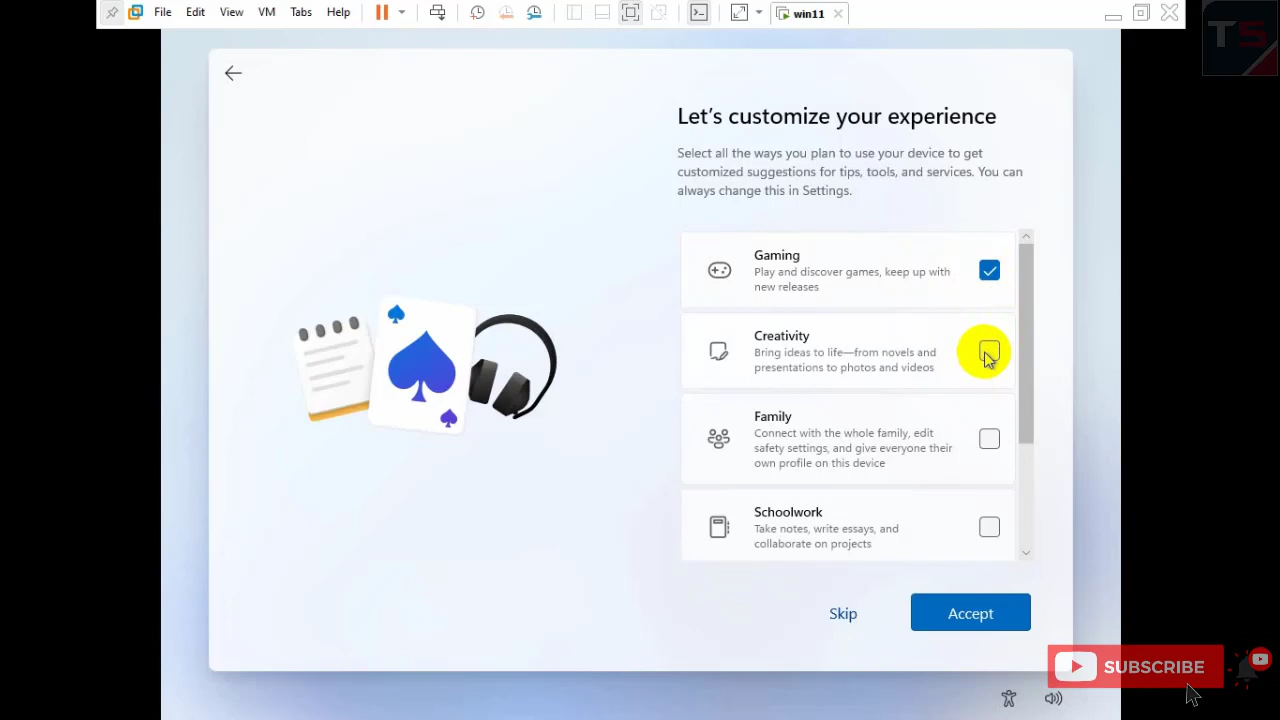 File Edit View VM Tabs Help
win11
TS
Let's customize your experience
Select all the ways you plan to use your device to get
customized suggestions for tips, tools, and services. You can
always change this in Settings.
Gaming
Play and discover games, keep up with
new releases
Creativity
Bring ideas to life—from novels and
presentations to photos and videos
Family
Connect with the whole family, edit
safety settings, and give everyone their
own profile on this device
Schoolwork
Take notes, write essays, and
collaborate on projects
Skip
Accept
SUBSCRIBE